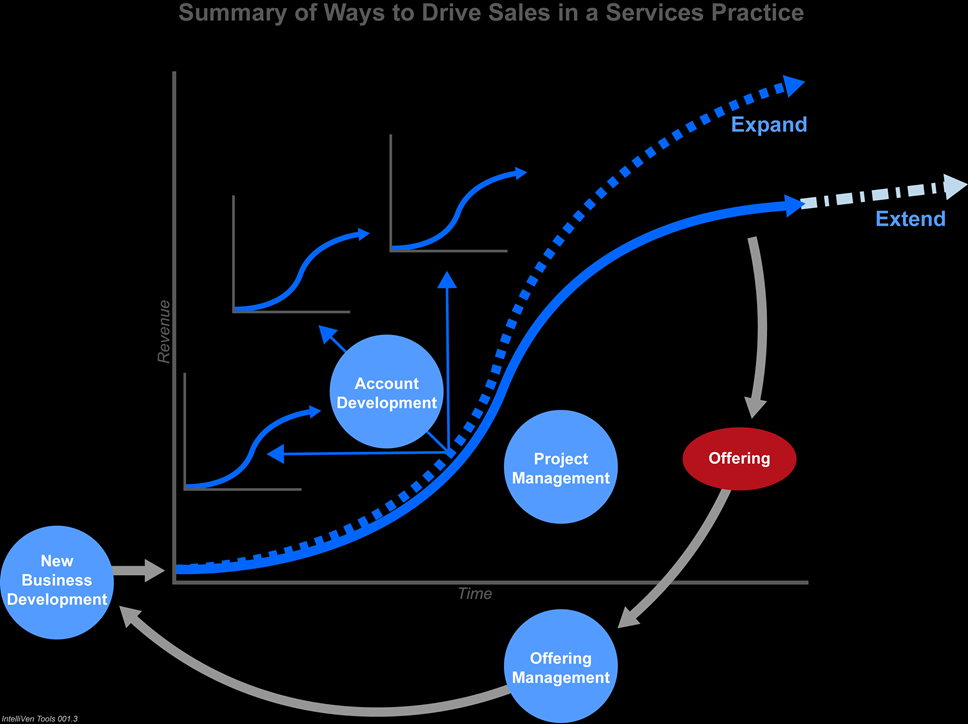 Summary of Ways to Drive Sales in a Services Practice
Expand
Extend
Revenue
Account
Development
Project
Management
Offering
New
Business
Development
Time
Offering
Management
IntelliVen Tools 001.3